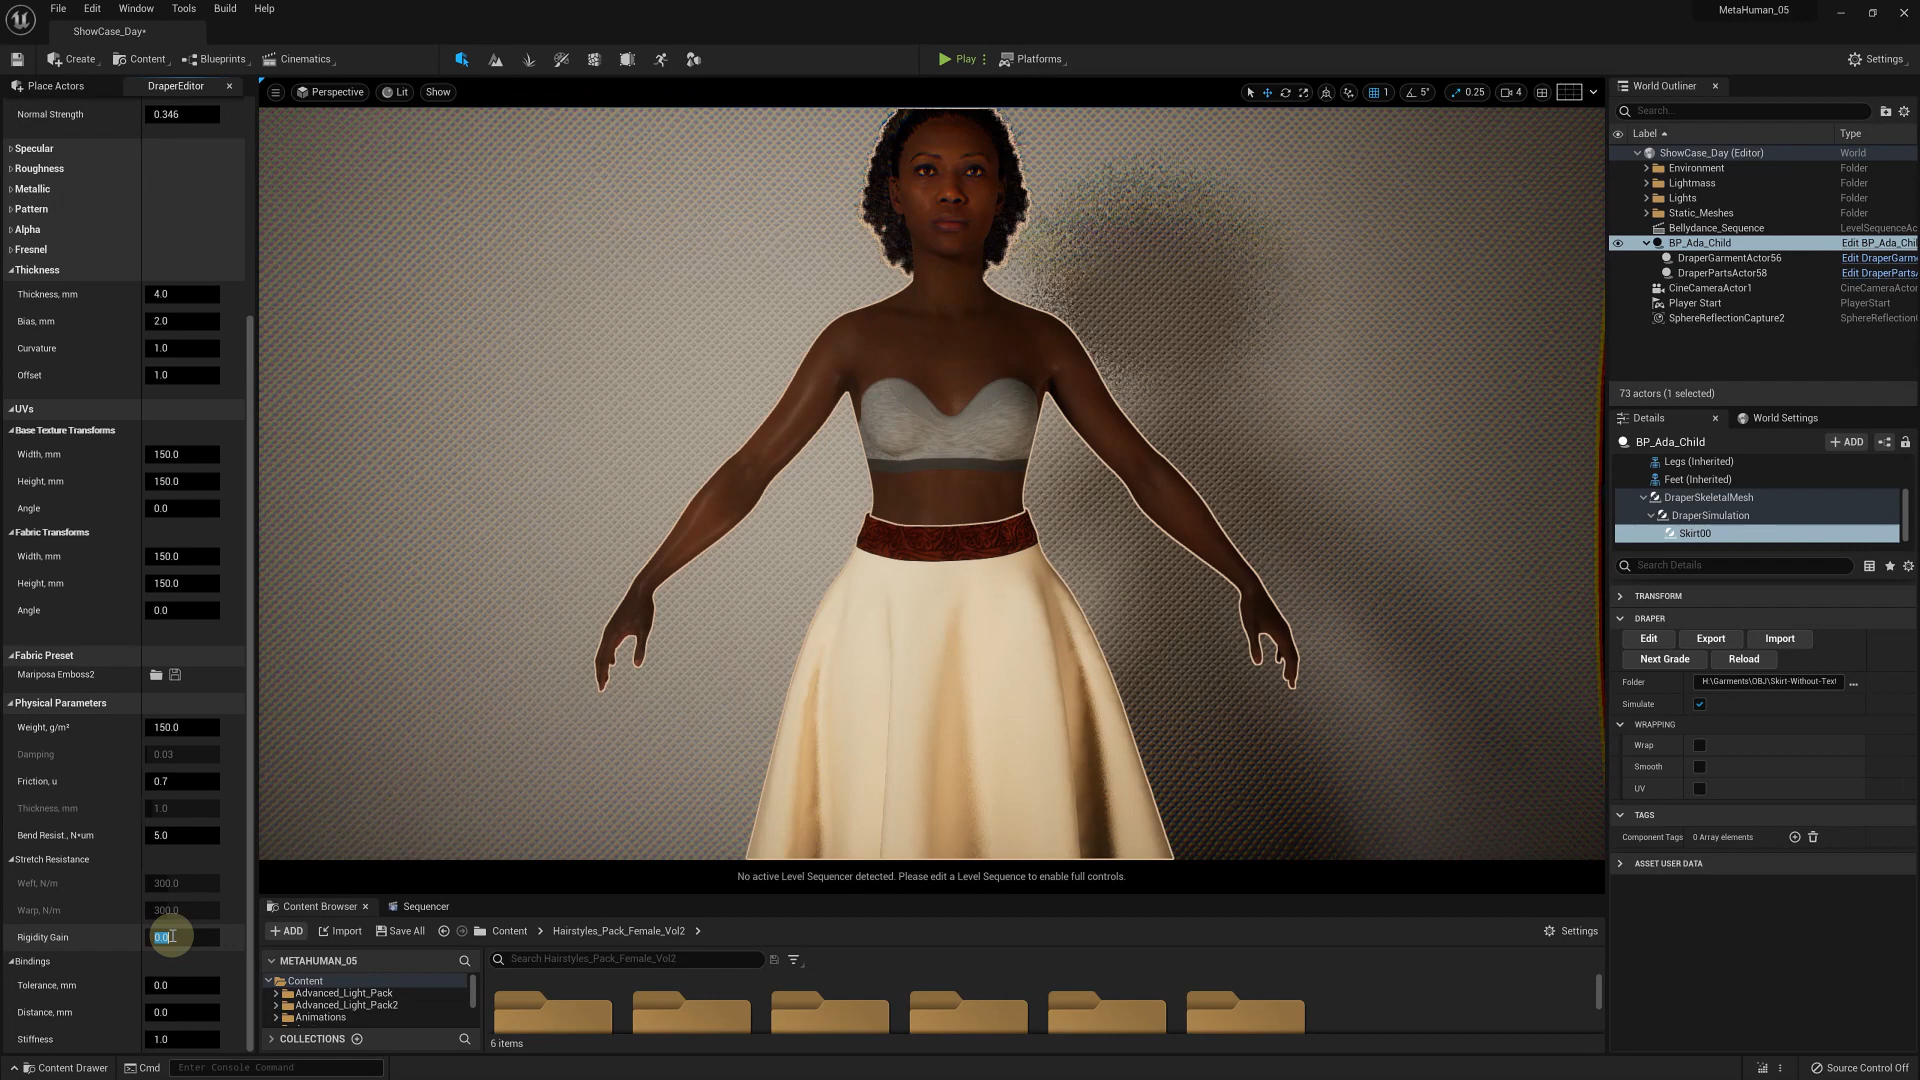 File Edit Window Tools Build Help
MetaHuman_05
ShowCase_Day*
Create Content Blueprints Cinematics Play Platforms Settings
Place Actors DraperEditor
Perspective Lit Show 1 5° 0.25 4
Normal Strength 0.346
Specular
Roughness
Metallic
Pattern
Alpha
Fresnel
Thickness
Thickness, mm 4.0
Bias, mm 2.0
Curvature 1.0
Offset 1.0
UVs
Base Texture Transforms
Width, mm 150.0
Height, mm 150.0
Angle 0.0
Fabric Transforms
Width, mm 150.0
Height, mm 150.0
Angle 0.0
Fabric Preset
Mariposa Emboss2
Physical Parameters
Weight, g/m² 150.0
Damping 0.03
Friction, u 0.7
Thickness, mm 1.0
Bend Resist., N*um 5.0
Stretch Resistance
Weft, N/m 300.0
Warp, N/m 300.0
Rigidity Gain 0.0
Bindings
Tolerance, mm 0.0
Distance, mm 0.0
Stiffness 1.0
No active Level Sequencer detected. Please edit a Level Sequence to enable full controls.
Content Browser Sequencer
ADD Import Save All Content Hairstyles_Pack_Female_Vol2 Settings
METAHUMAN_05
Content
Advanced_Light_Pack
Advanced_Light_Pack2
Animations
COLLECTIONS
Search Hairstyles_Pack_Female_Vol2
6 items
World Outliner
Search...
Label Type
ShowCase_Day (Editor) World
Environment Folder
Lightmass Folder
Lights Folder
Static_Meshes Folder
Bellydance_Sequence LevelSequenceAc
BP_Ada_Child Edit BP_Ada_Chil
DraperGarmentActor56 Edit DraperGarme
DraperPartsActor58 Edit DraperPartsA
CineCameraActor1 CineCameraActor
Player Start PlayerStart
SphereReflectionCapture2 SphereReflection
73 actors (1 selected)
Details World Settings
BP_Ada_Child ADD
Legs (Inherited)
Feet (Inherited)
DraperSkeletalMesh
DraperSimulation
Skirt00
Search Details
TRANSFORM
DRAPER
Edit Export Import
Next Grade Reload
Folder H:\Garments\OBJ\Skirt-Without-Text ...
Simulate
WRAPPING
Wrap
Smooth
UV
TAGS
Component Tags 0 Array elements
ASSET USER DATA
Content Drawer Cmd Enter Console Command Source Control Off